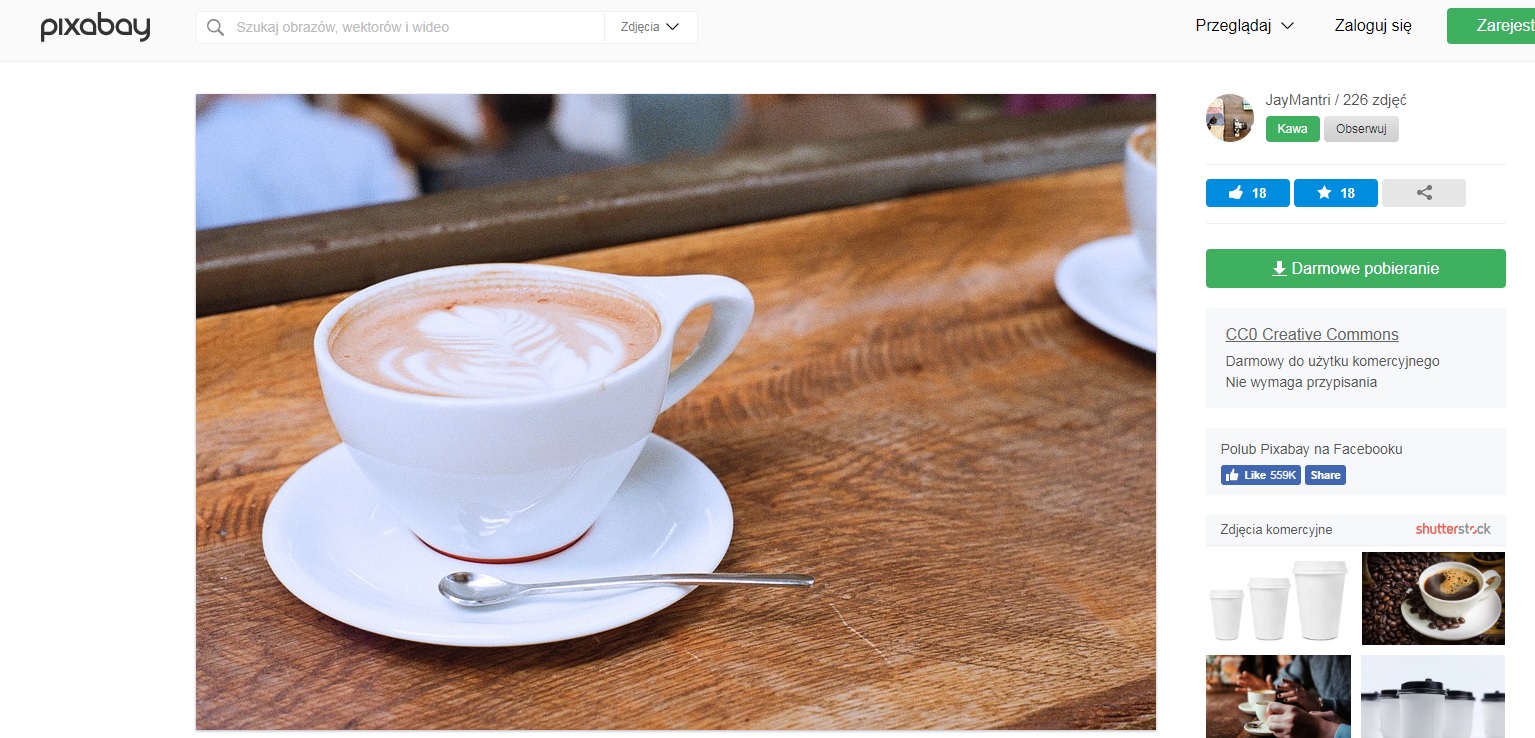 pixabay
Szukaj obrazów, wektorów i wideo
Zdjęcia
Przeglądaj
Zaloguj się
Zarejest
JayMantri / 226 zdjęć
Kawa
Obserwuj
18
18
Darmowe pobieranie
CC0 Creative Commons
Darmowy do użytku komercyjnego
Nie wymaga przypisania
Polub Pixabay na Facebooku
Like 559K
Share
Zdjęcia komercyjne
shutterstock